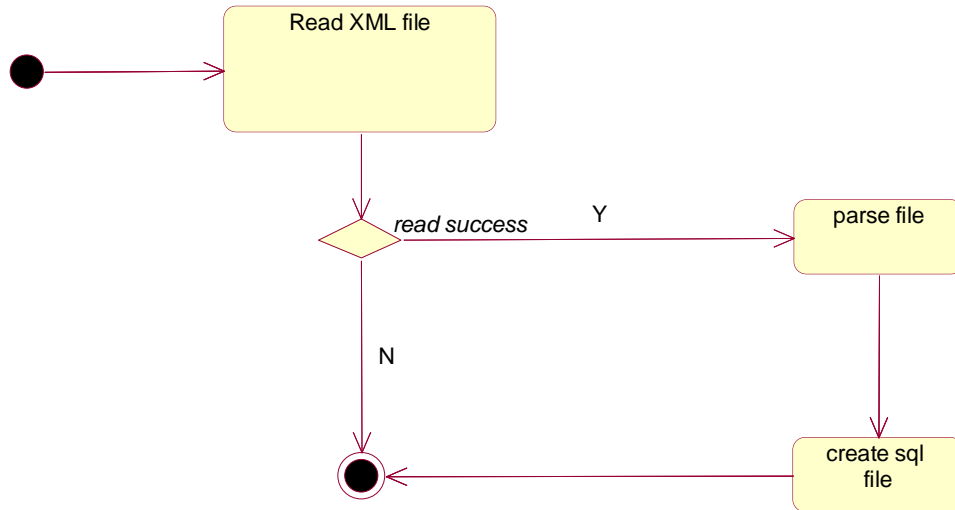 Read XML file
read success
Y
parse file
N
create sql
file